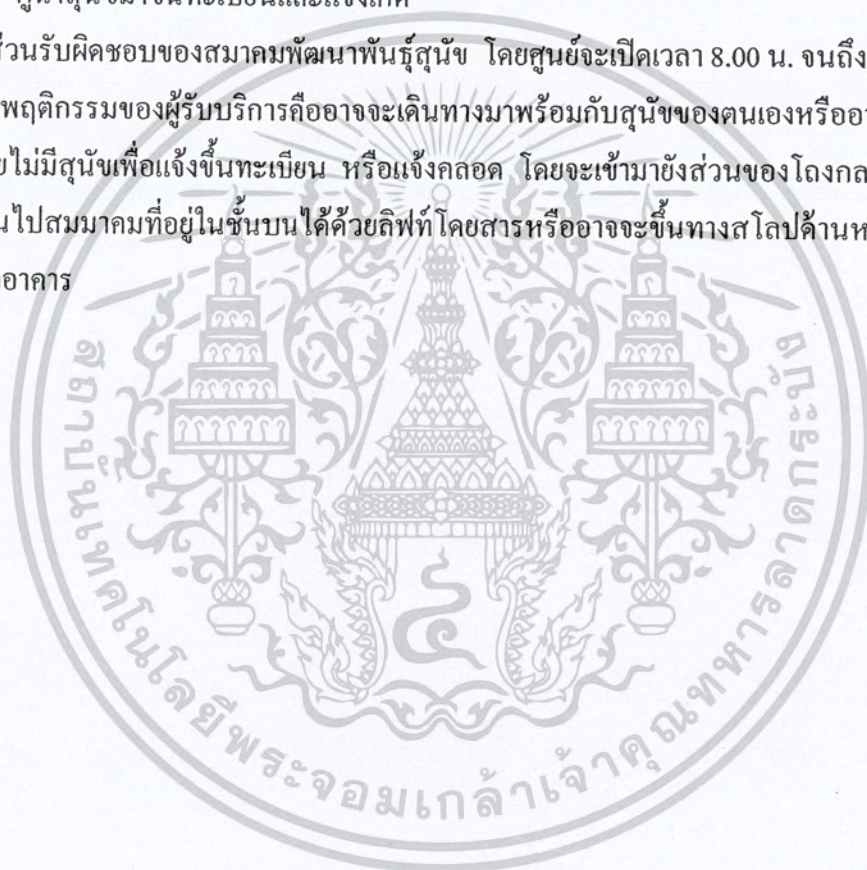 ส่วนรับผิดชอบของสมาคมพัฒนาพันธุ์สุนัข โดยศูนย์จะเปิดเวลา 8.00 น. จนถึง
พฤติกรรมของผู้รับบริการคืออาจจะเดินทางมาพร้อมกับสุนัขของตนเองหรือ
ไม่มีสุนัขเพื่อแจ้งขึ้นทะเบียน หรือแจ้งคลอด โดยจะเข้ามายังส่วนของโถง
ไปสมมาคมที่อยู่ในชั้นบนได้ด้วยลิฟท์โดยสารหรืออาจจะขึ้นทางสโลปด้าน
อาคาร
สถาบันเทคโนโลยีพระจอมเกล้าเจ้าคุณทหารลาดกระบัง